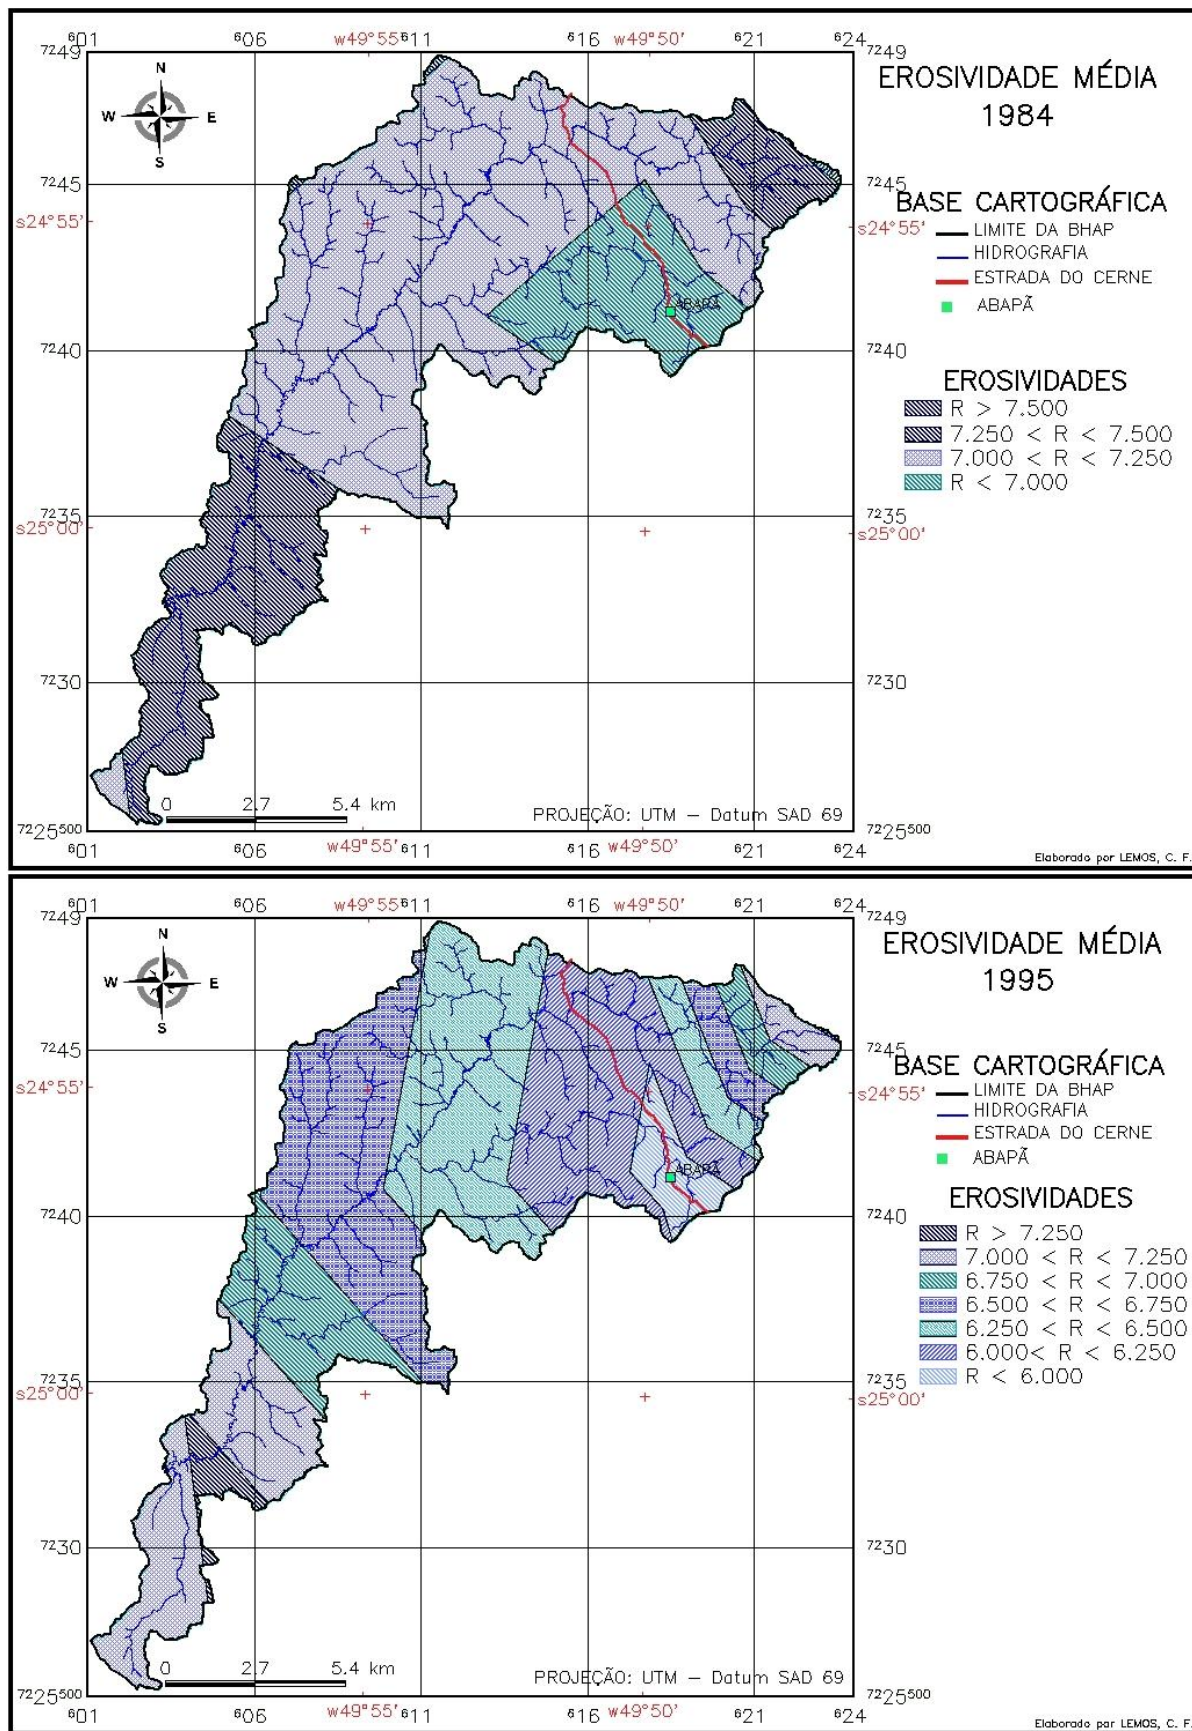 601 606 w49°55' 611 616 w49°50' 621 624
7249 7249
EROSIVIDADE MÉDIA
1984
N
W E
S
7245 7245
BASE CARTOGRÁFICA
s24°55' s24°55'
LIMITE DA BHAP
HIDROGRAFIA
ESTRADA DO CERNE
ABAPÃ
ABAPÃ
7240 7240
EROSIVIDADES
R > 7.500
7.250 < R < 7.500
7.000 < R < 7.250
R < 7.000
7235 7235
s25°00' s25°00'
7230 7230
0 2.7 5.4 km
PROJEÇÃO: UTM – Datum SAD 69
7225500 7225500
601 606 w49°55' 611 616 w49°50' 621 624
Elaborado por LEMOS, C. F.
601 606 w49°55' 611 616 w49°50' 621 624
7249 7249
EROSIVIDADE MÉDIA
1995
N
W E
S
7245 7245
BASE CARTOGRÁFICA
s24°55' s24°55'
LIMITE DA BHAP
HIDROGRAFIA
ESTRADA DO CERNE
ABAPÃ
ABAPÃ
7240 7240
EROSIVIDADES
R > 7.250
7.000 < R < 7.250
6.750 < R < 7.000
6.500 < R < 6.750
6.250 < R < 6.500
6.000< R < 6.250
R < 6.000
7235 7235
s25°00' s25°00'
7230 7230
0 2.7 5.4 km
PROJEÇÃO: UTM – Datum SAD 69
7225500 7225500
601 606 w49°55' 611 616 w49°50' 621 624
Elaborado por LEMOS, C. F.